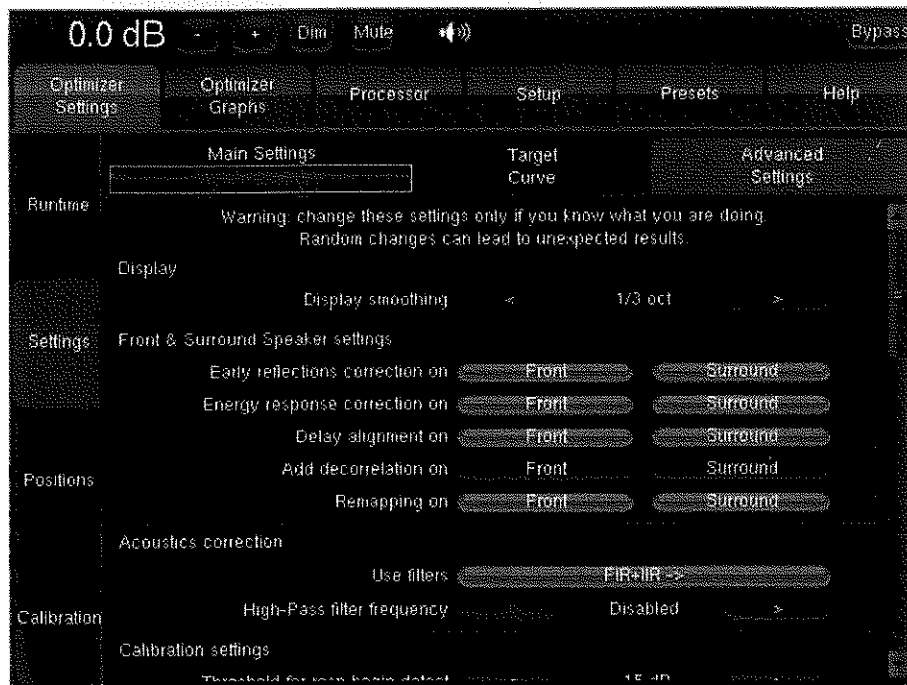 0.0 dB - + Dim Mute Bypass
Optimizer Settings
Optimizer Graphs
Processor
Setup
Presets
Help
Main Settings
Target Curve
Advanced Settings
Runtime
Warning: change these settings only if you know what you are doing.
Random changes can lead to unexpected results.
Display
Display smoothing < 1/3 oct >
Settings
Front & Surround Speaker settings
Early reflections correction on Front Surround
Energy response correction on Front Surround
Delay alignment on Front Surround
Positions
Add decorrelation on Front Surround
Remapping on Front Surround
Acoustics correction
Use filters FIR+IIR ->
Calibration
High-Pass filter frequency Disabled >
Calibration settings